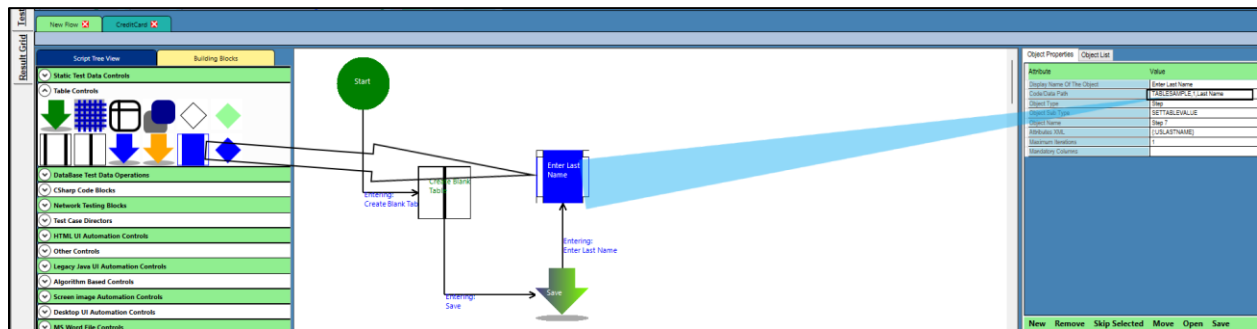 Test
Result Grid
New Flow
CreditCard
Script Tree View
Building Blocks
Static Test Data Controls
Table Controls
DataBase Test Data Operations
CSharp Code Blocks
Network Testing Blocks
Test Case Directors
HTML UI Automation Controls
Other Controls
Legacy Java UI Automation Controls
Algorithm Based Controls
Screen image Automation Controls
Desktop UI Automation Controls
MS Word File Controls
Start
Entering:
Create Blank Tab
Create Blank
Table
Entering:
Save
Save
Entering:
Enter Last Name
Enter Last
Name
Object Properties Object List
Attribute Value
Display Name Of The Object Enter Last Name
Code/Data Path TABLESAMPLE,1,Last Name
Object Type Step
Object Sub Type SETTABLEVALUE
Object Name Step 7
Attributes XML {USLASTNAME}
Maximum Iterations 1
Mandatory Columns
New Remove Skip Selected Move Open Save